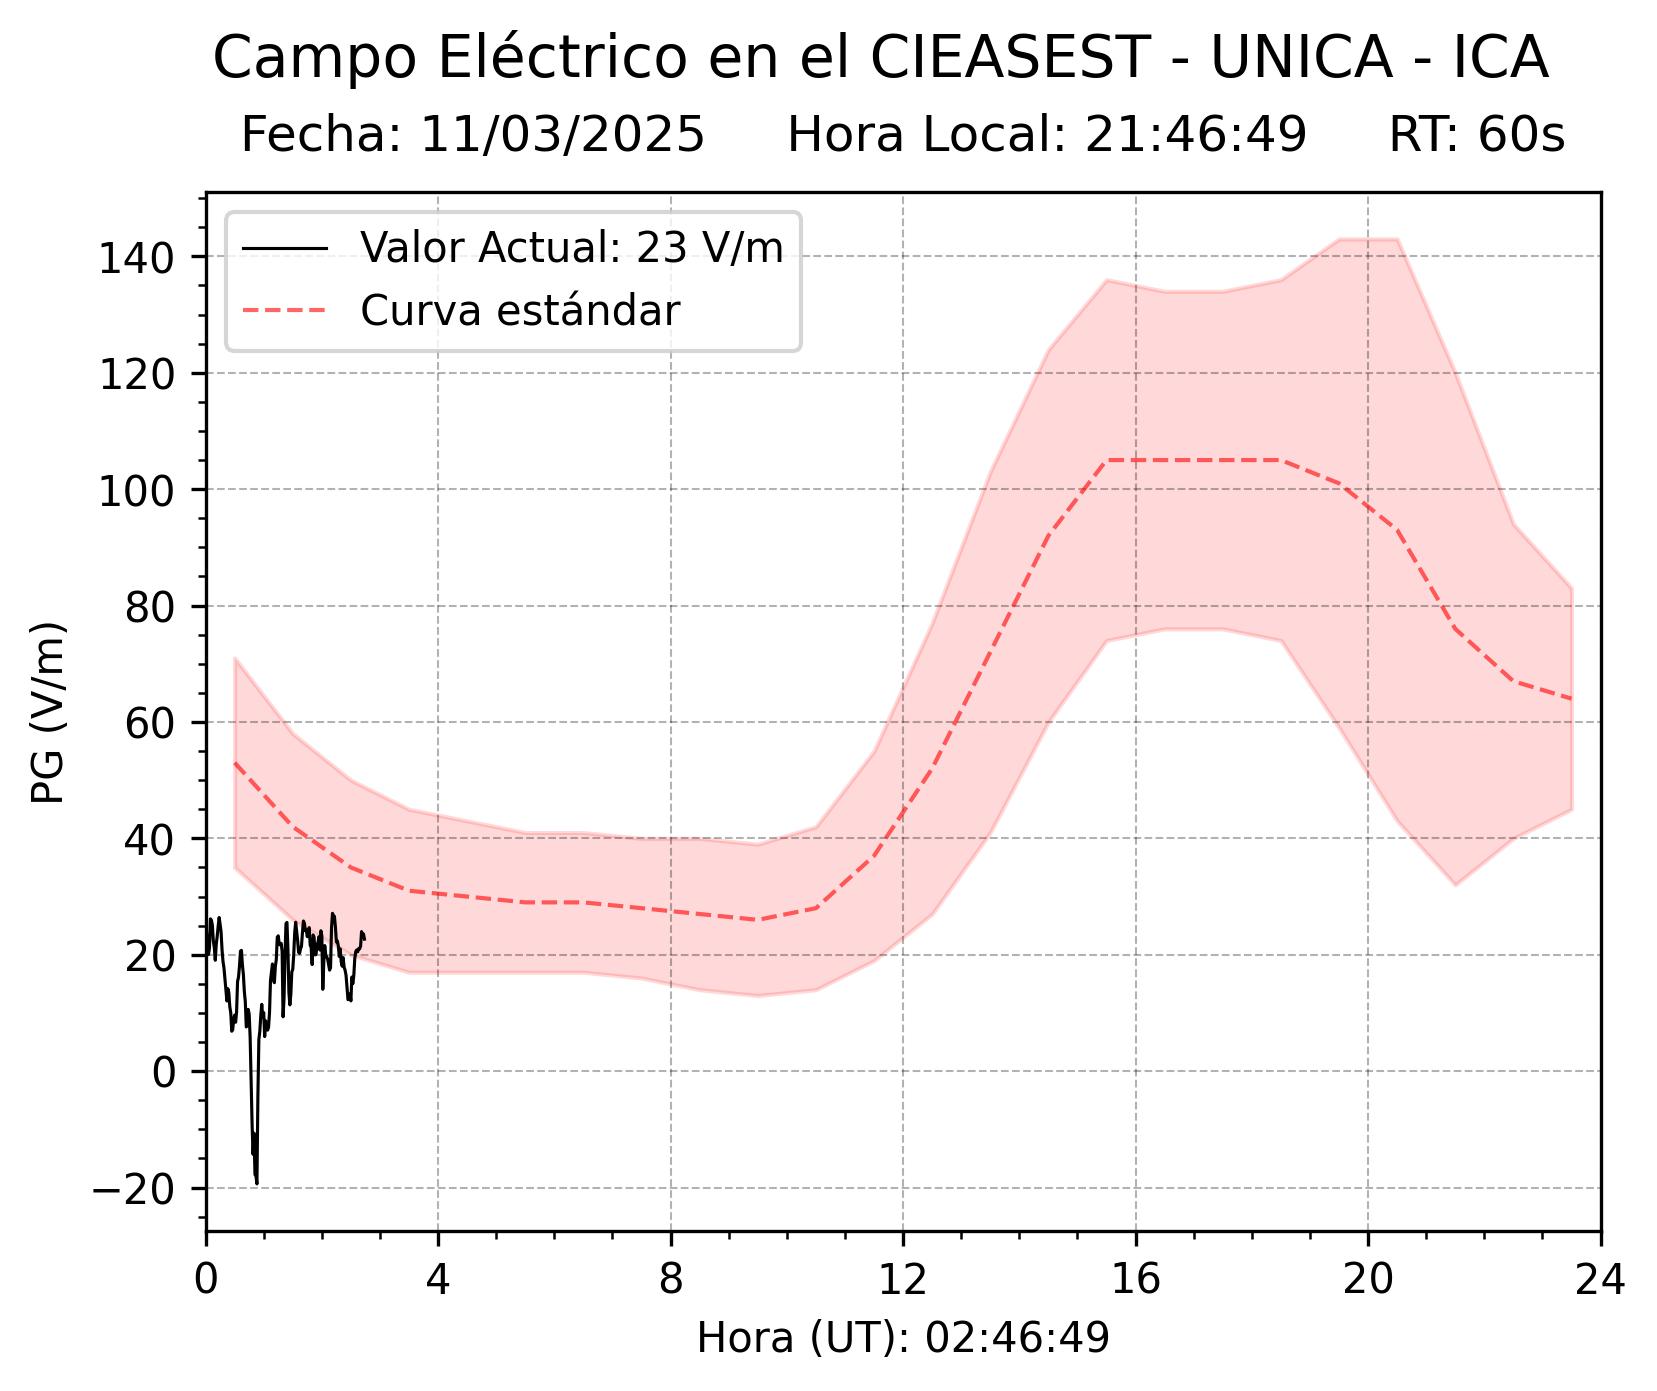 Campo Eléctrico en el CIEASEST - UNICA - ICA
Fecha: 11/03/2025 Hora Local: 21:46:49 RT: 60s
Valor Actual: 23 V/m
Curva estándar
PG (V/m)
140
120
100
80
60
40
20
0
−20
0 4 8 12 16 20 24
Hora (UT): 02:46:49